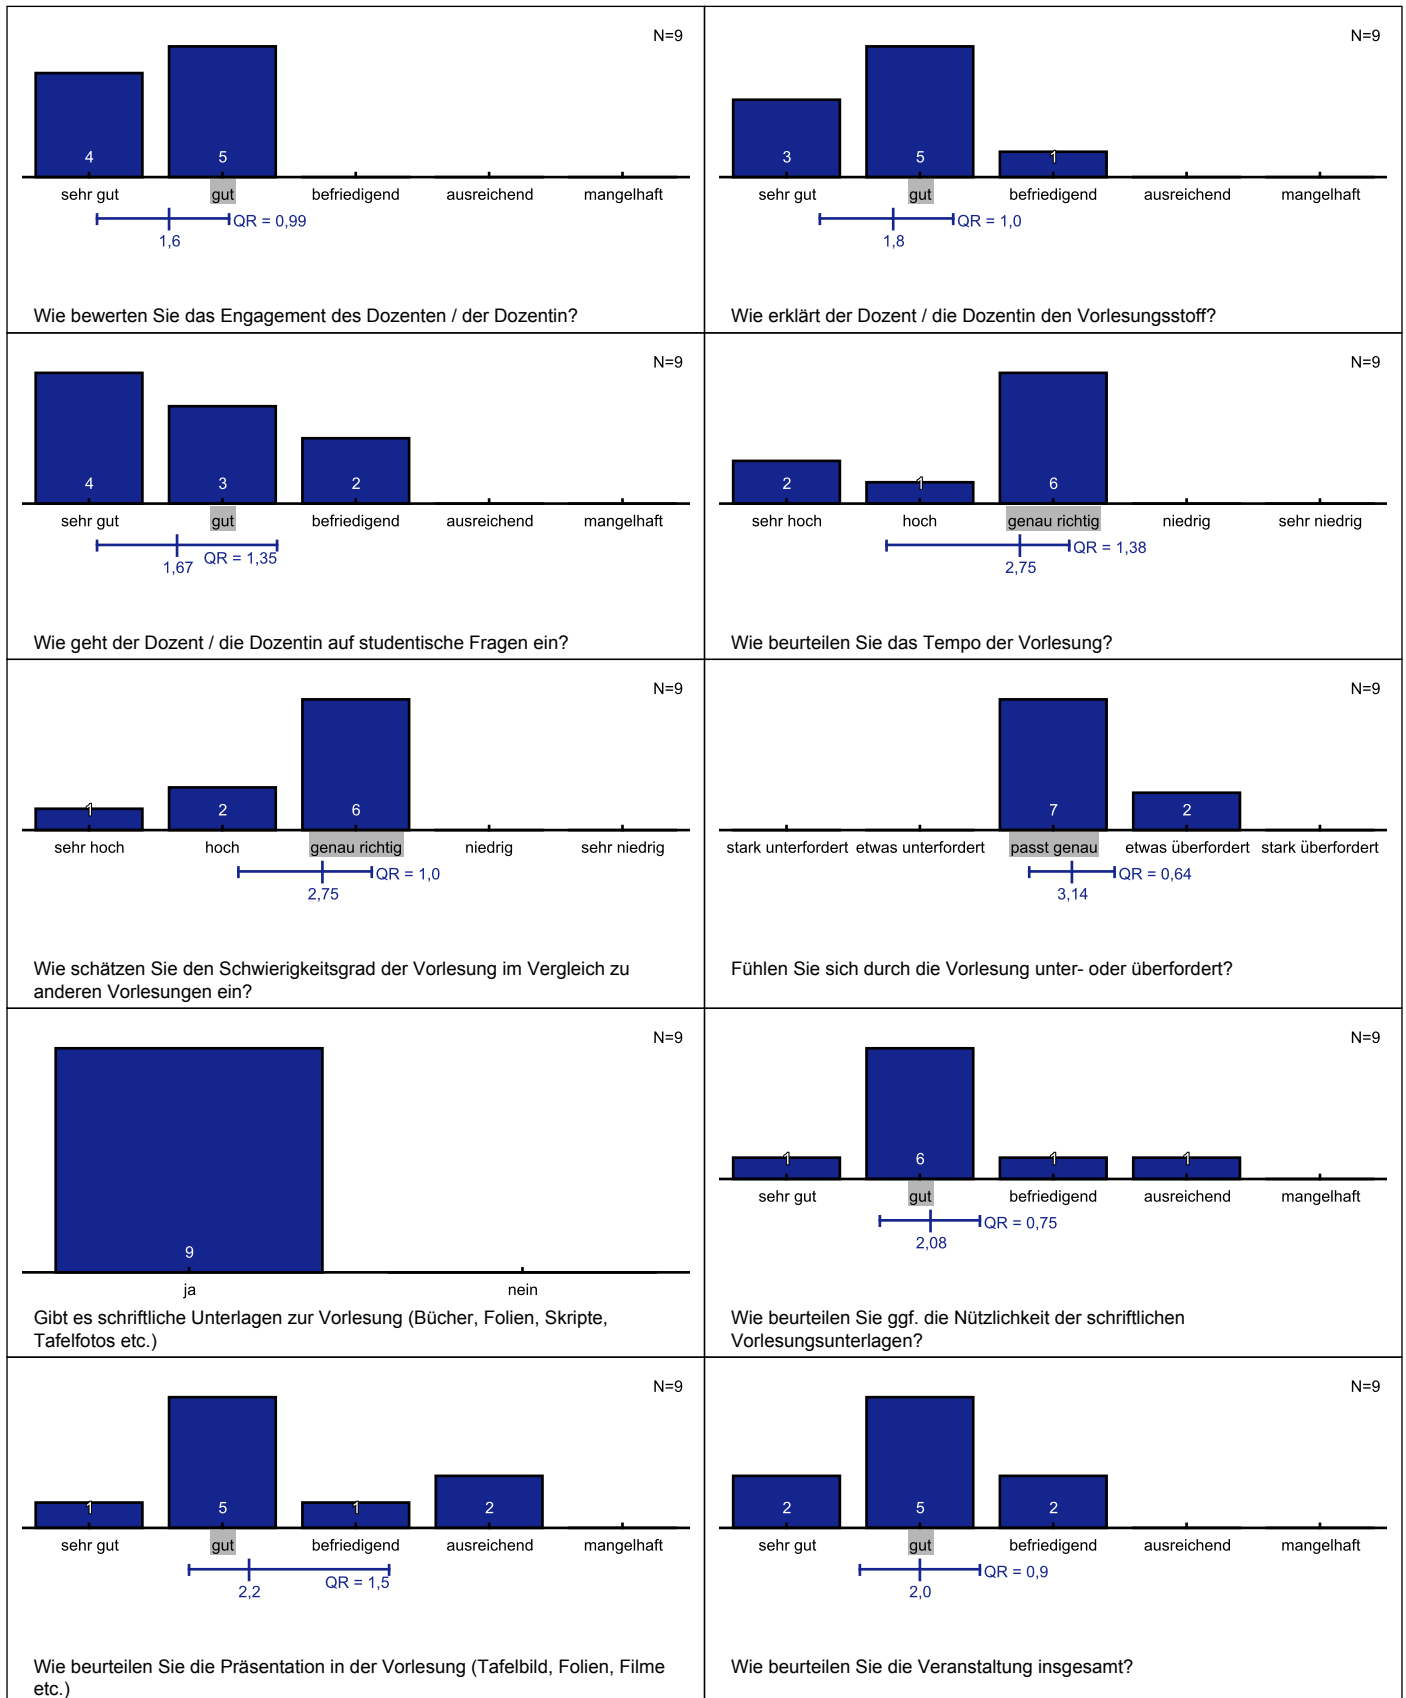 N=9
4 5
sehr gut gut befriedigend ausreichend mangelhaft
QR = 0,99
1,6
Wie bewerten Sie das Engagement des Dozenten / der Dozentin?
N=9
3 5 1
sehr gut gut befriedigend ausreichend mangelhaft
QR = 1,0
1,8
Wie erklärt der Dozent / die Dozentin den Vorlesungsstoff?
N=9
4 3 2
sehr gut gut befriedigend ausreichend mangelhaft
QR = 1,35
1,67
Wie geht der Dozent / die Dozentin auf studentische Fragen ein?
N=9
2 1 6
sehr hoch hoch genau richtig niedrig sehr niedrig
QR = 1,38
2,75
Wie beurteilen Sie das Tempo der Vorlesung?
N=9
1 2 6
sehr hoch hoch genau richtig niedrig sehr niedrig
QR = 1,0
2,75
Wie schätzen Sie den Schwierigkeitsgrad der Vorlesung im Vergleich zu
anderen Vorlesungen ein?
N=9
7 2
stark unterfordert etwas unterfordert passt genau etwas überfordert stark überfordert
QR = 0,64
3,14
Fühlen Sie sich durch die Vorlesung unter- oder überfordert?
N=9
9
ja nein
Gibt es schriftliche Unterlagen zur Vorlesung (Bücher, Folien, Skripte,
Tafelfotos etc.)
N=9
1 6 1 1
sehr gut gut befriedigend ausreichend mangelhaft
QR = 0,75
2,08
Wie beurteilen Sie ggf. die Nützlichkeit der schriftlichen
Vorlesungsunterlagen?
N=9
1 5 1 2
sehr gut gut befriedigend ausreichend mangelhaft
QR = 1,5
2,2
Wie beurteilen Sie die Präsentation in der Vorlesung (Tafelbild, Folien, Filme
etc.)
N=9
2 5 2
sehr gut gut befriedigend ausreichend mangelhaft
QR = 0,9
2,0
Wie beurteilen Sie die Veranstaltung insgesamt?